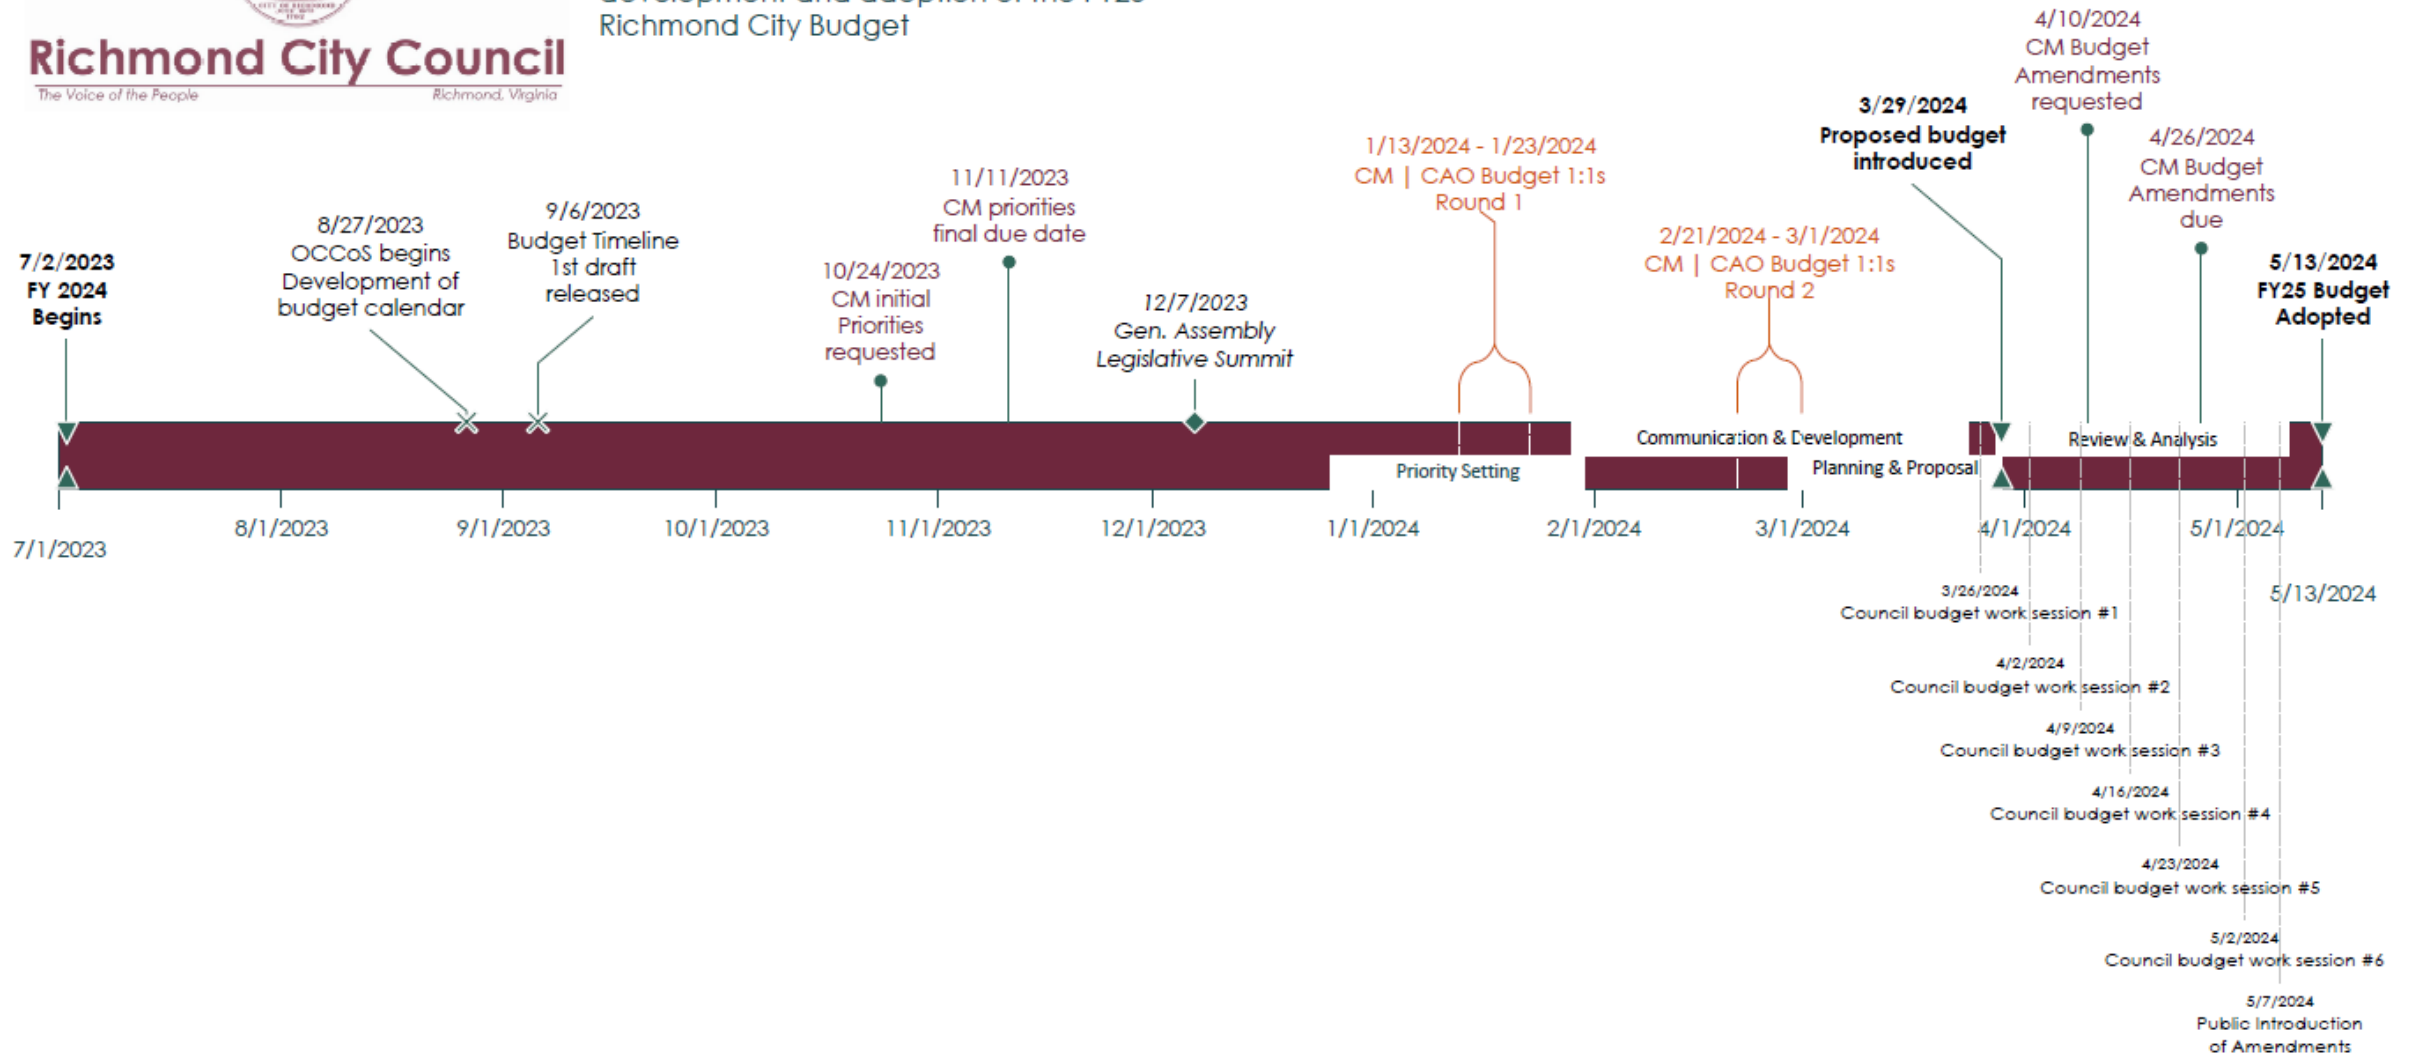 CITY OF RICHMOND
1782
Richmond City Council
The Voice of the People
Richmond, Virginia
development and adoption of the FY25
Richmond City Budget
7/2/2023
FY 2024
Begins
8/27/2023
OCCoS begins
Development of
budget calendar
9/6/2023
Budget Timeline
1st draft
released
10/24/2023
CM initial
Priorities
requested
11/11/2023
CM priorities
final due date
12/7/2023
Gen. Assembly
Legislative Summit
1/13/2024 - 1/23/2024
CM | CAO Budget 1:1s
Round 1
2/21/2024 - 3/1/2024
CM | CAO Budget 1:1s
Round 2
3/29/2024
Proposed budget
introduced
4/10/2024
CM Budget
Amendments
requested
4/26/2024
CM Budget
Amendments
due
5/13/2024
FY25 Budget
Adopted
Priority Setting
Communication & Development
Planning & Proposal
Review & Analysis
7/1/2023
8/1/2023
9/1/2023
10/1/2023
11/1/2023
12/1/2023
1/1/2024
2/1/2024
3/1/2024
4/1/2024
5/1/2024
5/13/2024
3/26/2024
Council budget work session #1
4/2/2024
Council budget work session #2
4/9/2024
Council budget work session #3
4/16/2024
Council budget work session #4
4/23/2024
Council budget work session #5
5/2/2024
Council budget work session #6
5/7/2024
Public Introduction
of Amendments